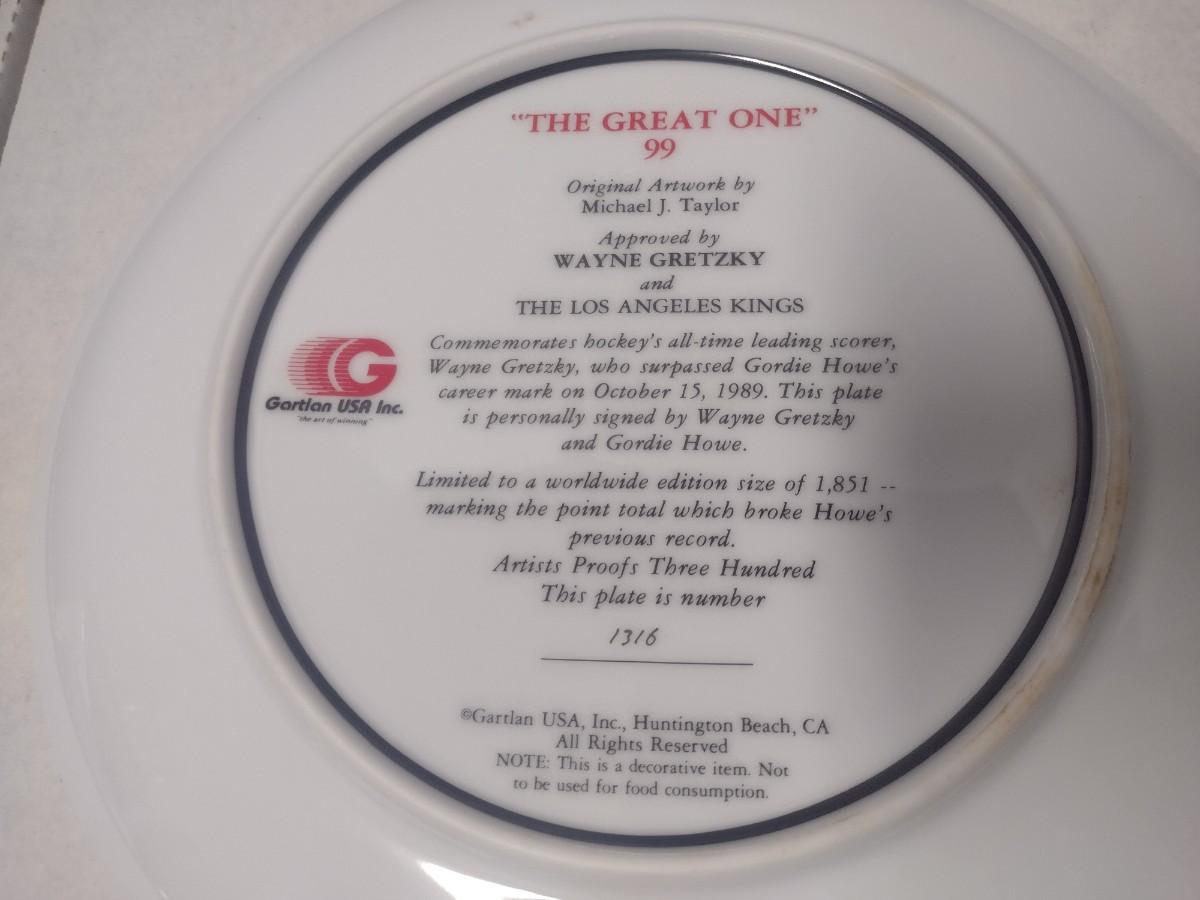 “THE GREAT ONE”
99
Original Artwork by
Michael J. Taylor
Approved by
WAYNE GRETZKY
and
THE LOS ANGELES KINGS
Commemorates hockey's all-time leading scorer,
Wayne Gretzky, who surpassed Gordie Howe's
career mark on October 15, 1989. This plate
is personally signed by Wayne Gretzky
and Gordie Howe.
G
Gartlan USA Inc.
"the art of winning"
Limited to a worldwide edition size of 1,851 --
marking the point total which broke Howe's
previous record.
Artists Proofs Three Hundred
This plate is number
1316
©Gartlan USA, Inc., Huntington Beach, CA
All Rights Reserved
NOTE: This is a decorative item. Not
to be used for food consumption.